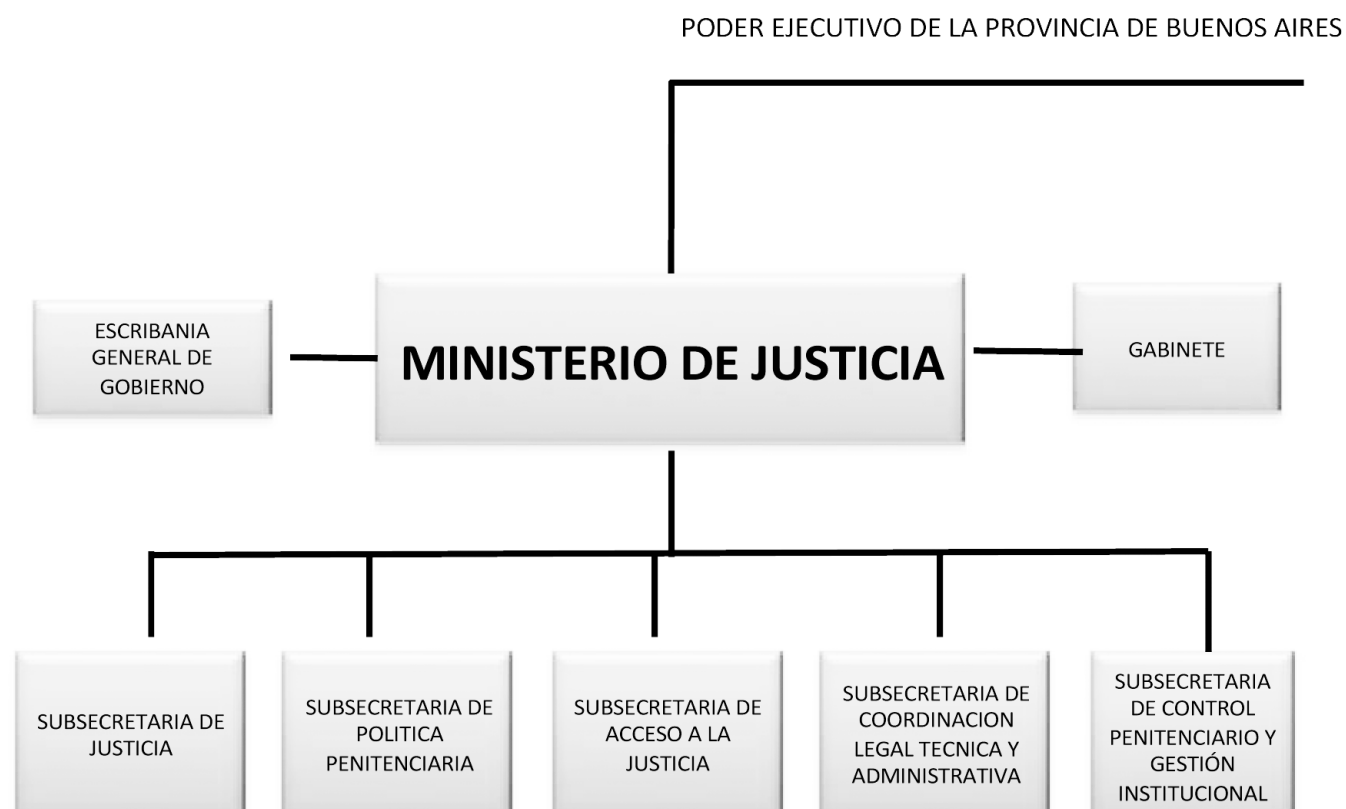 PODER EJECUTIVO DE LA PROVINCIA DE BUENOS AIRES
ESCRIBANIA
GENERAL DE
GOBIERNO
MINISTERIO DE JUSTICIA
GABINETE
SUBSECRETARIA DE
JUSTICIA
SUBSECRETARIA DE
POLITICA
PENITENCIARIA
SUBSECRETARIA DE
ACCESO A LA
JUSTICIA
SUBSECRETARIA DE
COORDINACION
LEGAL TECNICA Y
ADMINISTRATIVA
SUBSECRETARIA
DE CONTROL
PENITENCIARIO Y
GESTIÓN
INSTITUCIONAL